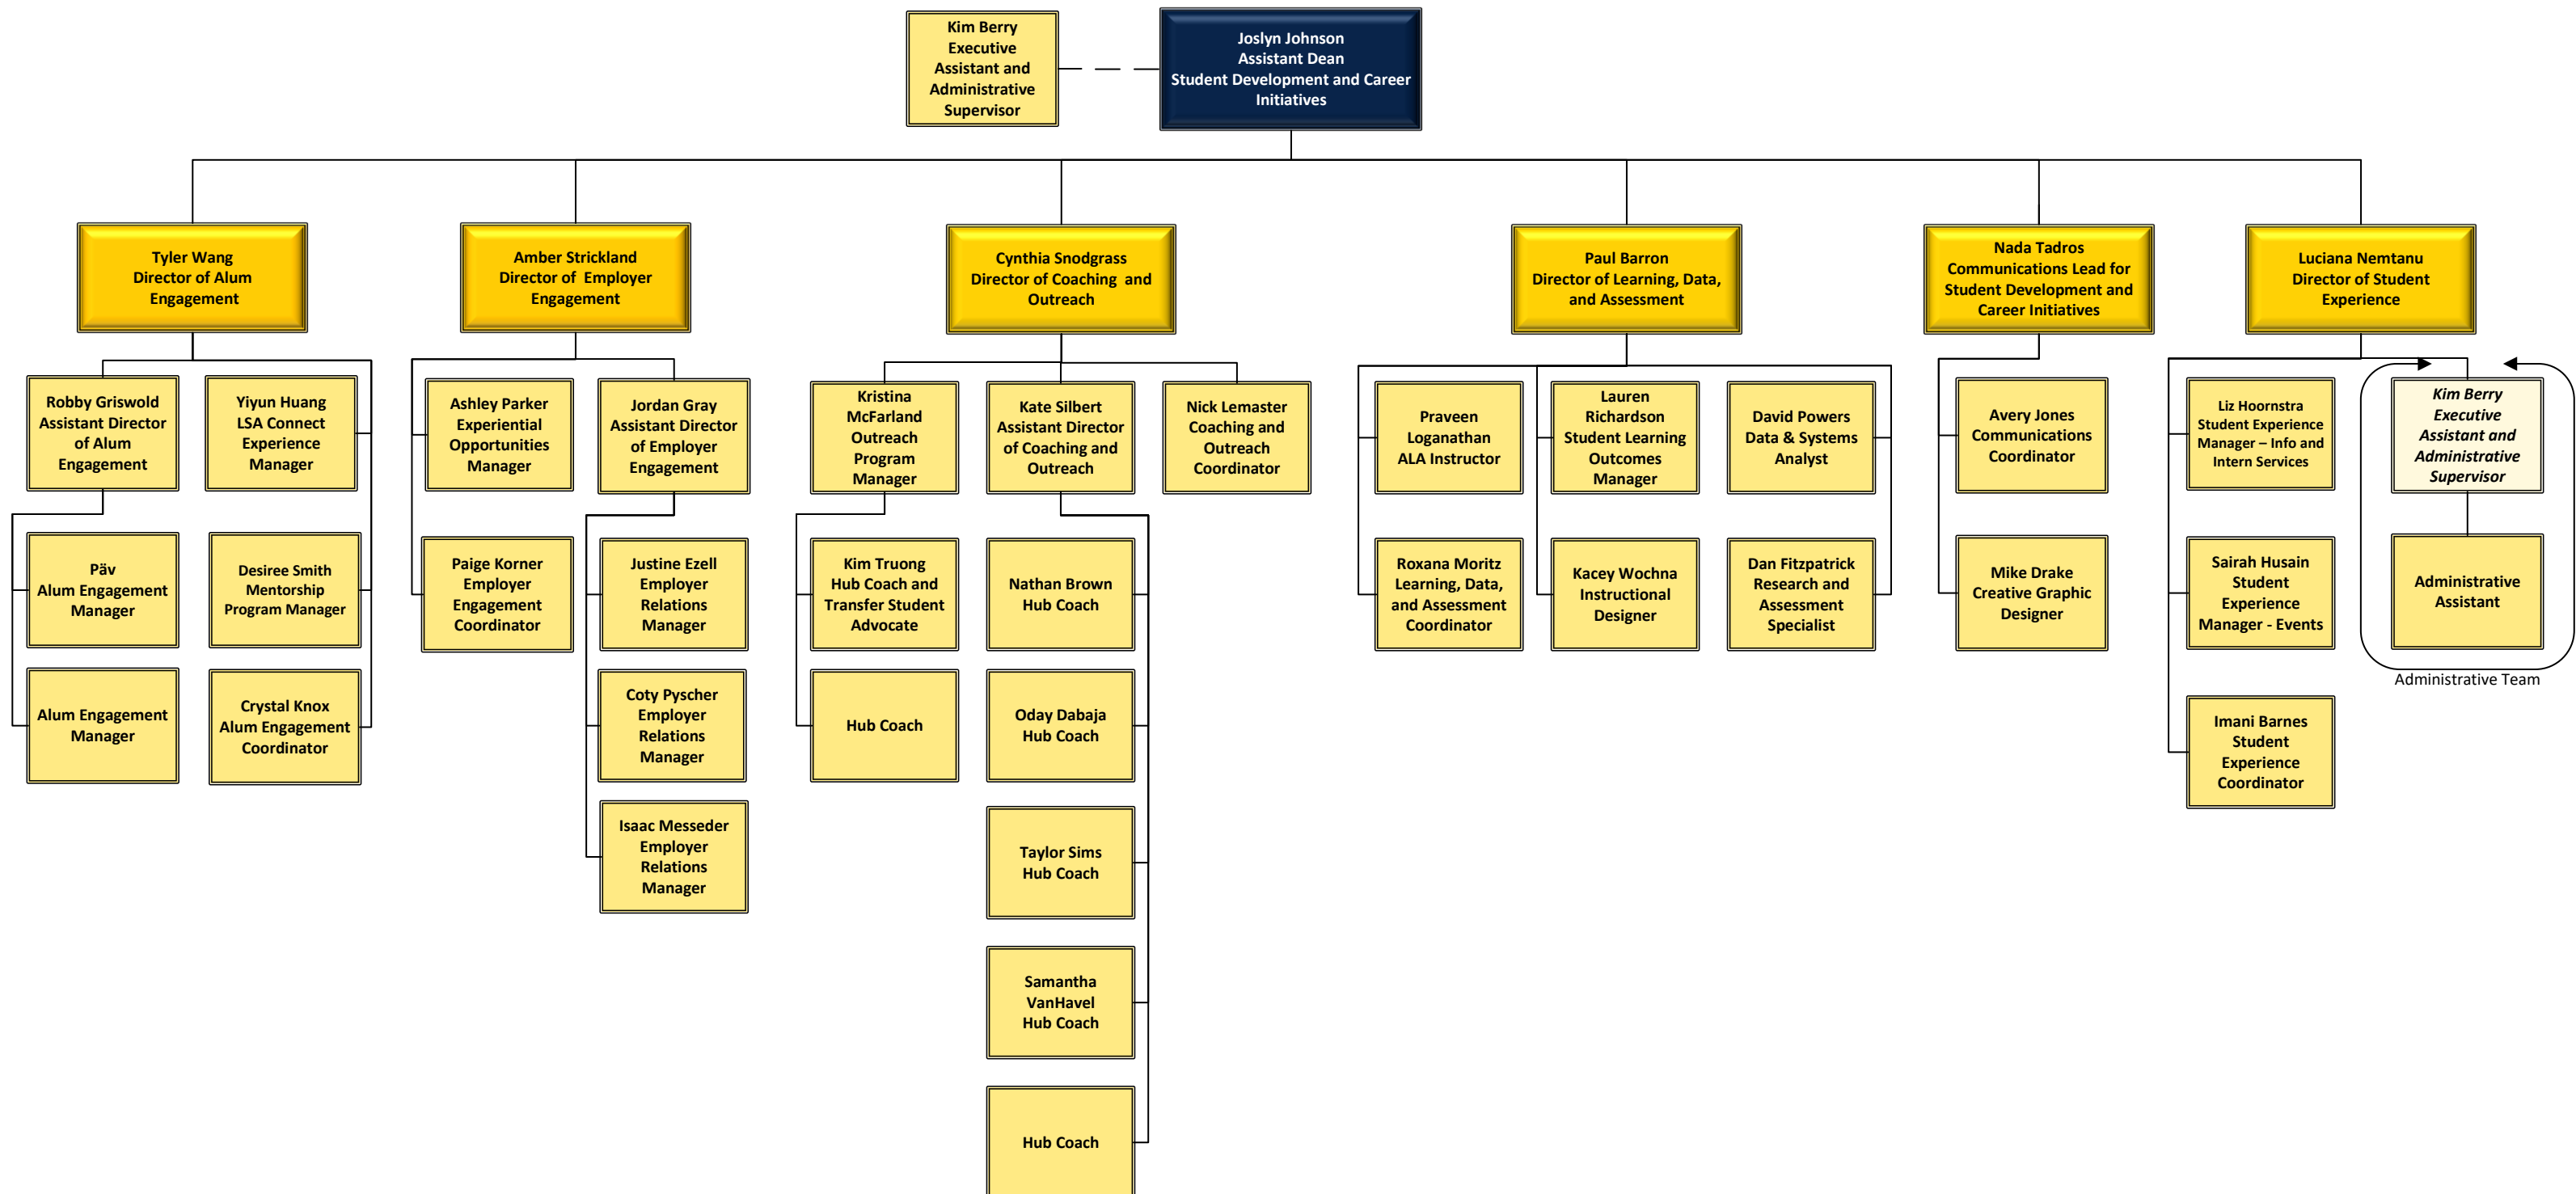 Kim Berry
Executive
Assistant and
Administrative
Supervisor
Joslyn Johnson
Assistant Dean
Student Development and Career
Initiatives
Tyler Wang
Director of Alum
Engagement
Amber Strickland
Director of Employer
Engagement
Cynthia Snodgrass
Director of Coaching and
Outreach
Paul Barron
Director of Learning, Data,
and Assessment
Nada Tadros
Communications Lead for
Student Development and
Career Initiatives
Luciana Nemtanu
Director of Student
Experience
Robby Griswold
Assistant Director
of Alum
Engagement
Yiyun Huang
LSA Connect
Experience
Manager
Ashley Parker
Experiential
Opportunities
Manager
Jordan Gray
Assistant Director
of Employer
Engagement
Kristina
McFarland
Outreach
Program
Manager
Kate Silbert
Assistant Director
of Coaching and
Outreach
Nick Lemaster
Coaching and
Outreach
Coordinator
Praveen
Loganathan
ALA Instructor
Lauren
Richardson
Student Learning
Outcomes
Manager
David Powers
Data & Systems
Analyst
Avery Jones
Communications
Coordinator
Liz Hoornstra
Student Experience
Manager – Info and
Intern Services
Kim Berry
Executive
Assistant and
Administrative
Supervisor
Päv
Alum Engagement
Manager
Desiree Smith
Mentorship
Program Manager
Paige Korner
Employer
Engagement
Coordinator
Justine Ezell
Employer
Relations
Manager
Kim Truong
Hub Coach and
Transfer Student
Advocate
Nathan Brown
Hub Coach
Roxana Moritz
Learning, Data,
and Assessment
Coordinator
Kacey Wochna
Instructional
Designer
Dan Fitzpatrick
Research and
Assessment
Specialist
Mike Drake
Creative Graphic
Designer
Sairah Husain
Student
Experience
Manager - Events
Administrative
Assistant
Administrative Team
Alum Engagement
Manager
Crystal Knox
Alum Engagement
Coordinator
Coty Pyscher
Employer
Relations
Manager
Hub Coach
Oday Dabaja
Hub Coach
Imani Barnes
Student
Experience
Coordinator
Isaac Messeder
Employer
Relations
Manager
Taylor Sims
Hub Coach
Samantha
VanHavel
Hub Coach
Hub Coach